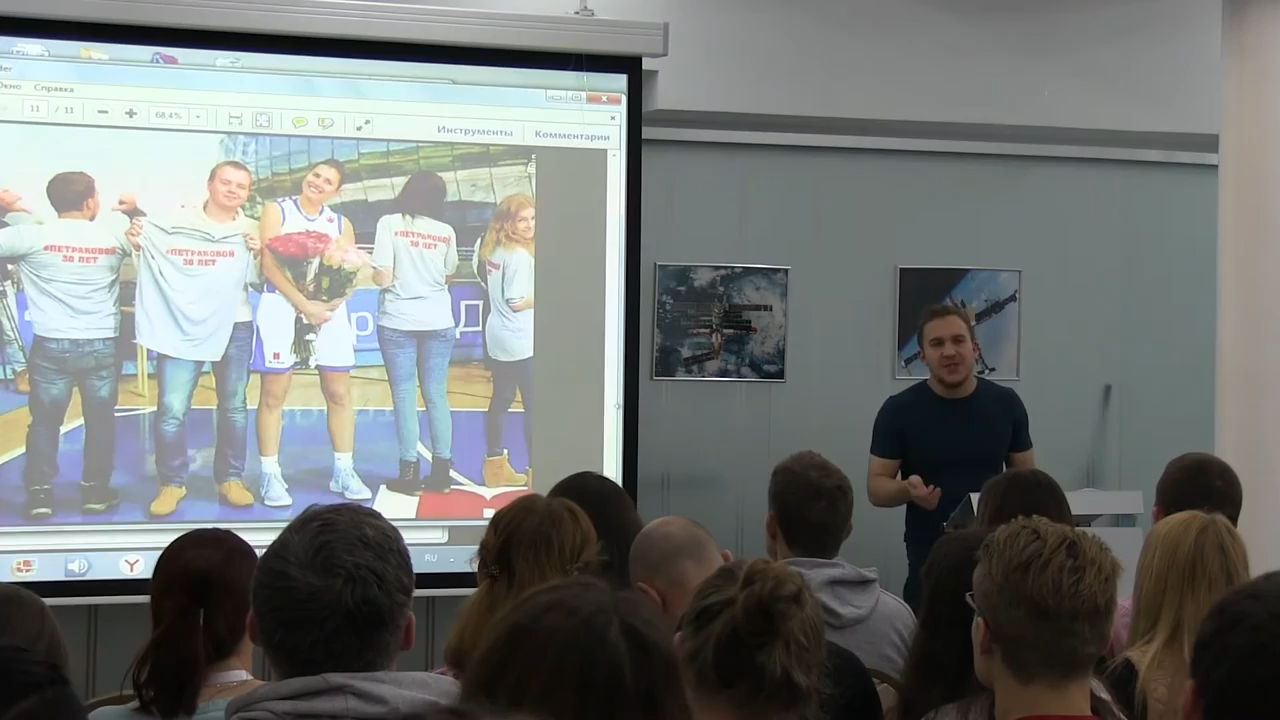 Окно Справка
11 / 11
68,4%
Инструменты Комментарии
#ПЕТРАКОВОЙ
30 ЛЕТ
#ПЕТРАКОВОЙ
30 ЛЕТ
#ПЕТРАКОВОЙ
30 ЛЕТ
RU